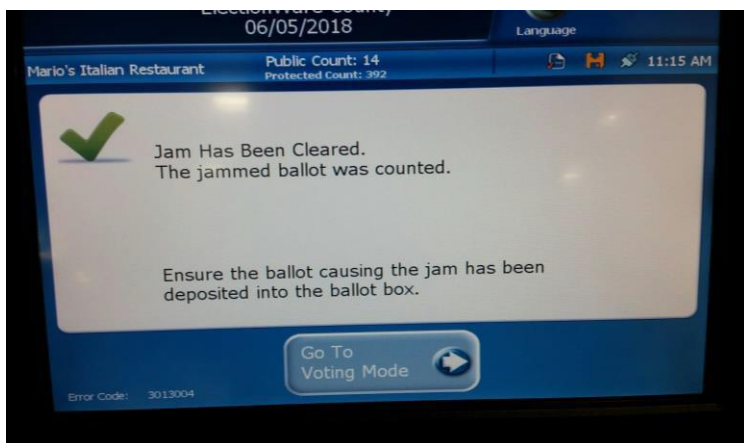 ElectionWare County
06/05/2018
Language
Mario's Italian Restaurant
Public Count: 14
Protected Count: 392
11:15 AM
Jam Has Been Cleared.
The jammed ballot was counted.
Ensure the ballot causing the jam has been
deposited into the ballot box.
Go To
Voting Mode
Error Code: 3013004